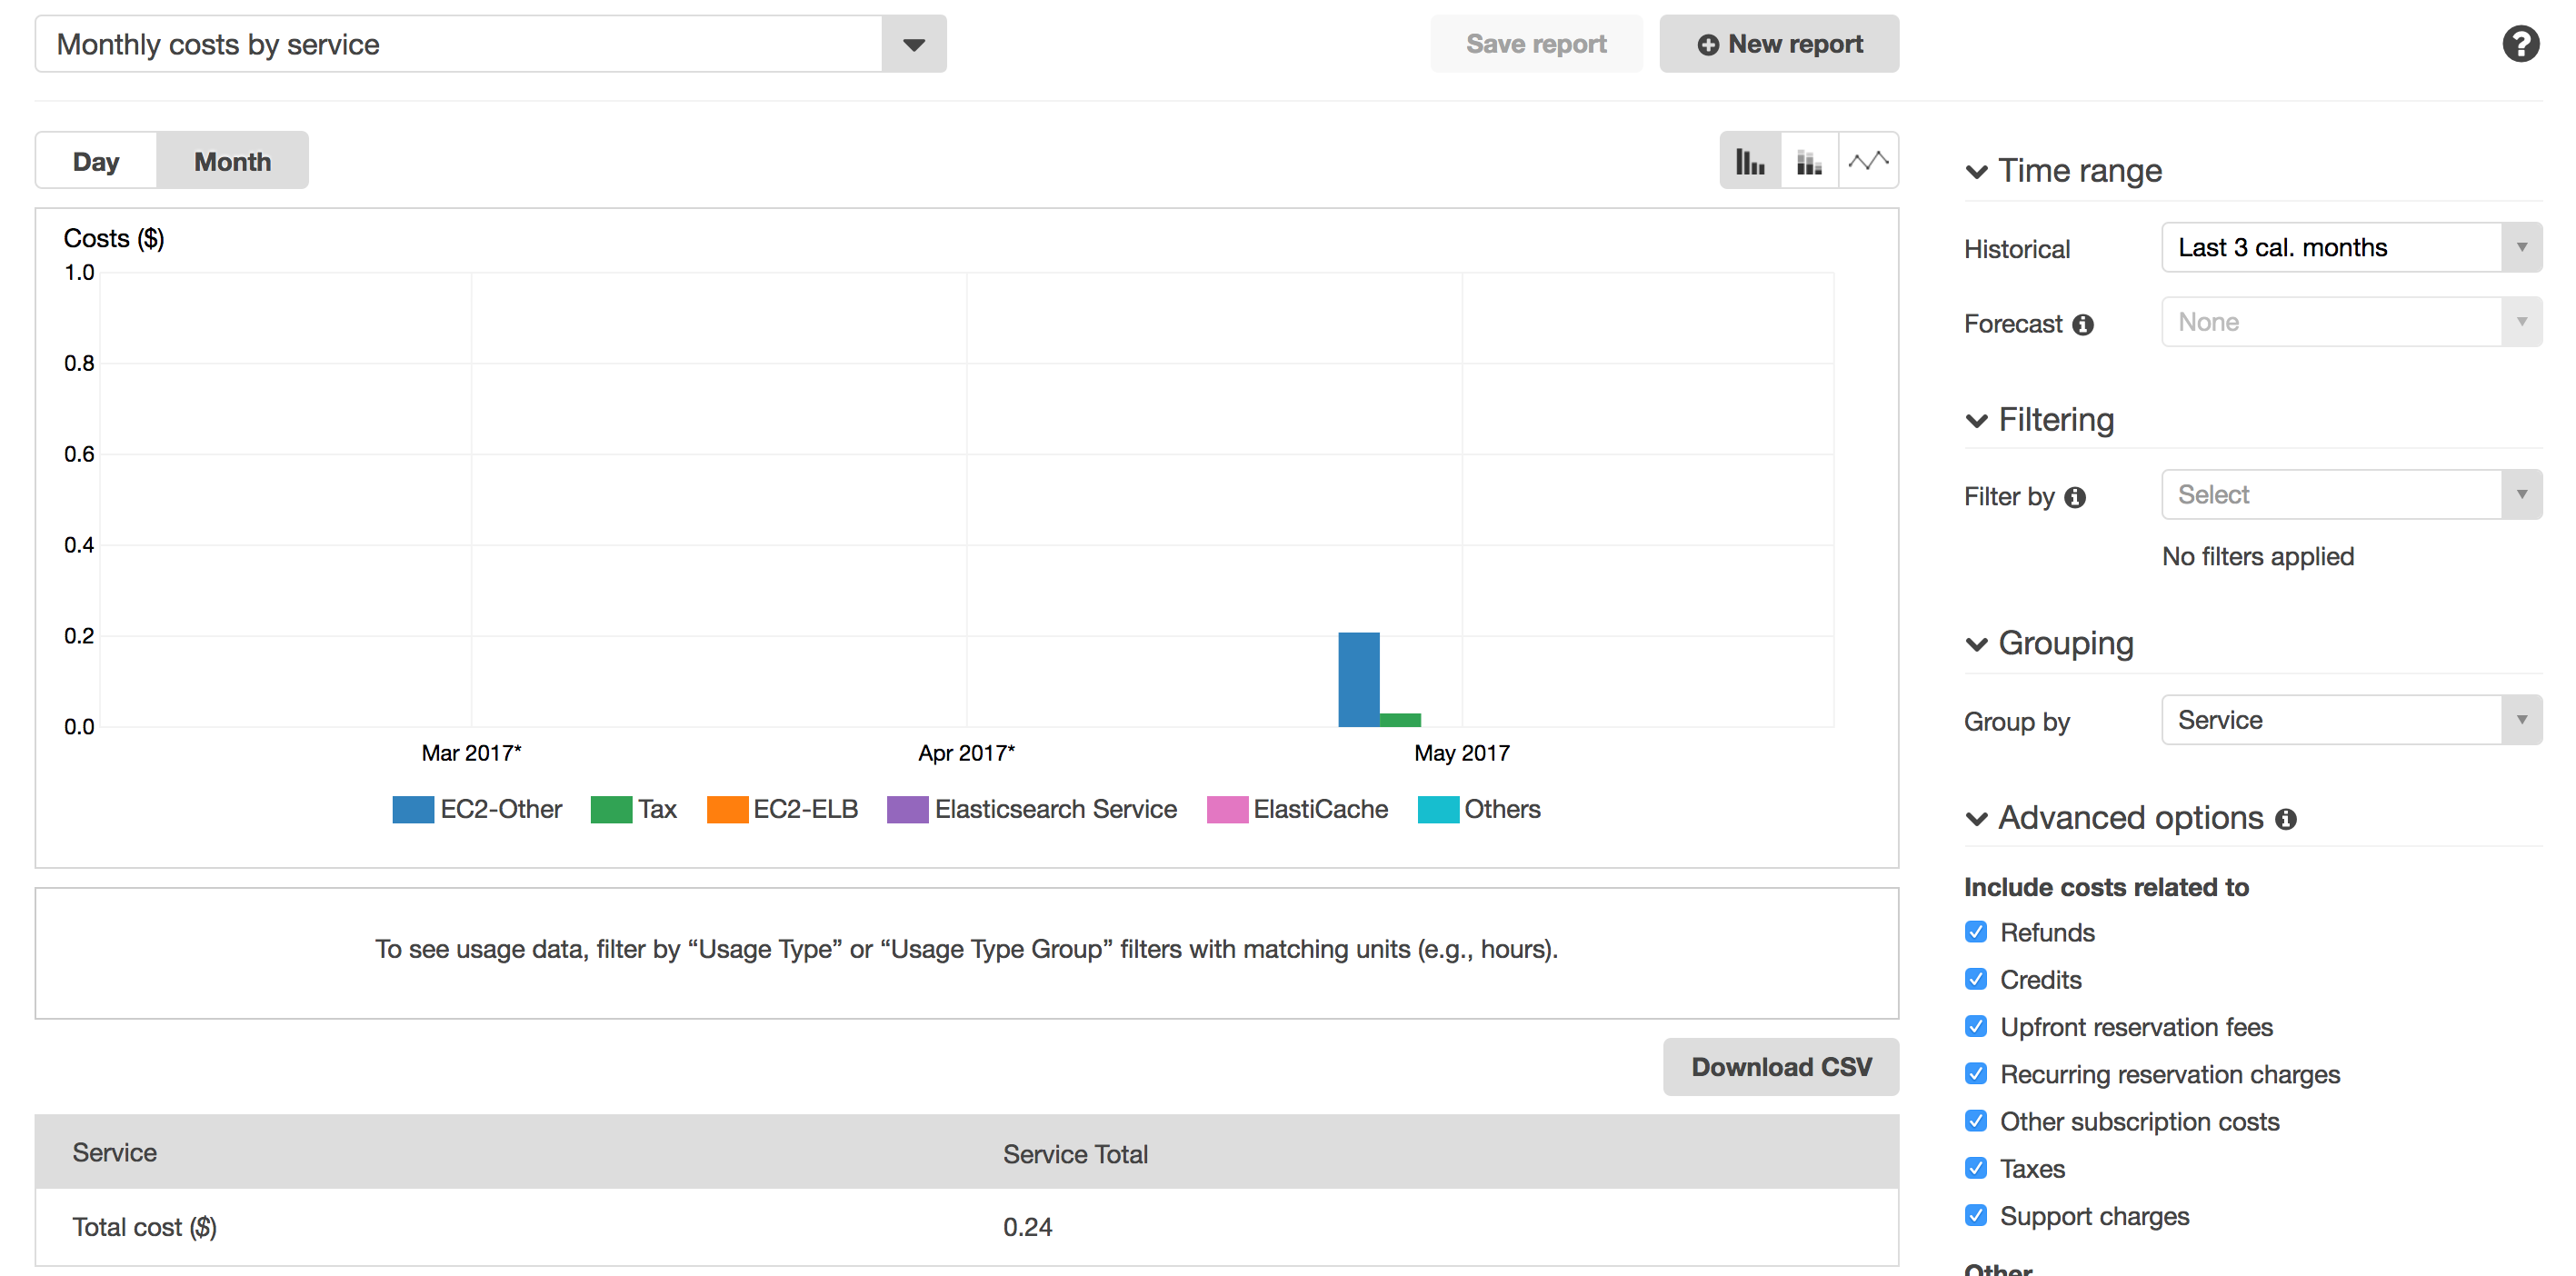 Monthly costs by service
Save report
New report
Day
Month
Costs ($)
1.0
0.8
0.6
0.4
0.2
0.0
Mar 2017*
Apr 2017*
May 2017
EC2-Other
Tax
EC2-ELB
Elasticsearch Service
ElastiCache
Others
To see usage data, filter by “Usage Type” or “Usage Type Group” filters with matching units (e.g., hours).
Download CSV
Service
Service Total
Total cost ($)
0.24
Time range
Historical
Last 3 cal. months
Forecast
None
Filtering
Filter by
Select
No filters applied
Grouping
Group by
Service
Advanced options
Include costs related to
Refunds
Credits
Upfront reservation fees
Recurring reservation charges
Other subscription costs
Taxes
Support charges
Other